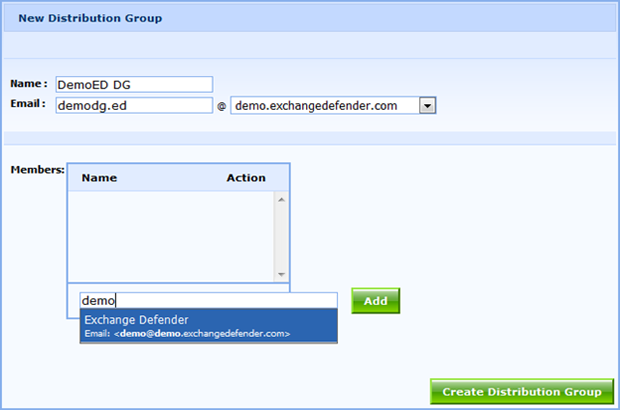 New Distribution Group
Name: DemoED DG
Email: demodg.ed @ demo.exchangedefender.com
Members:
Name Action
demo
Add
Exchange Defender
Email: <demo@demo.exchangedefender.com>
Create Distribution Group